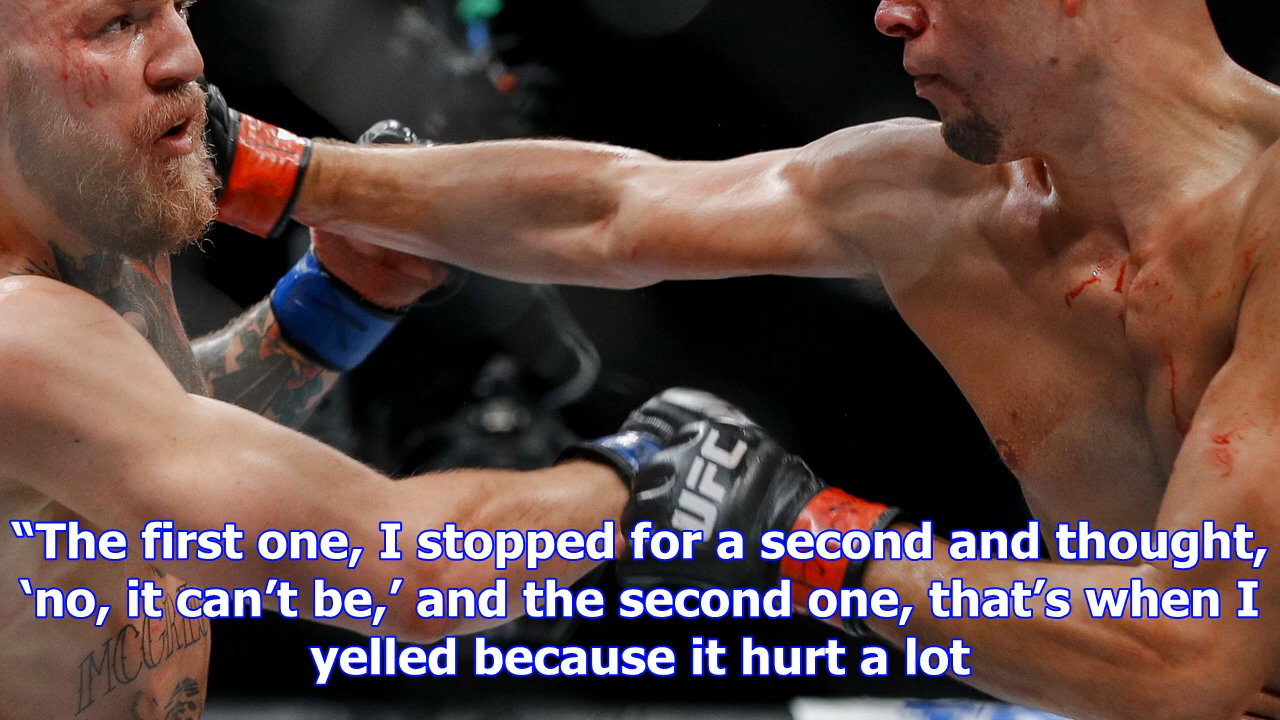 UFC
“The first one, I stopped for a second and thought,
‘no, it can’t be,’ and the second one, that’s when I
yelled because it hurt a lot